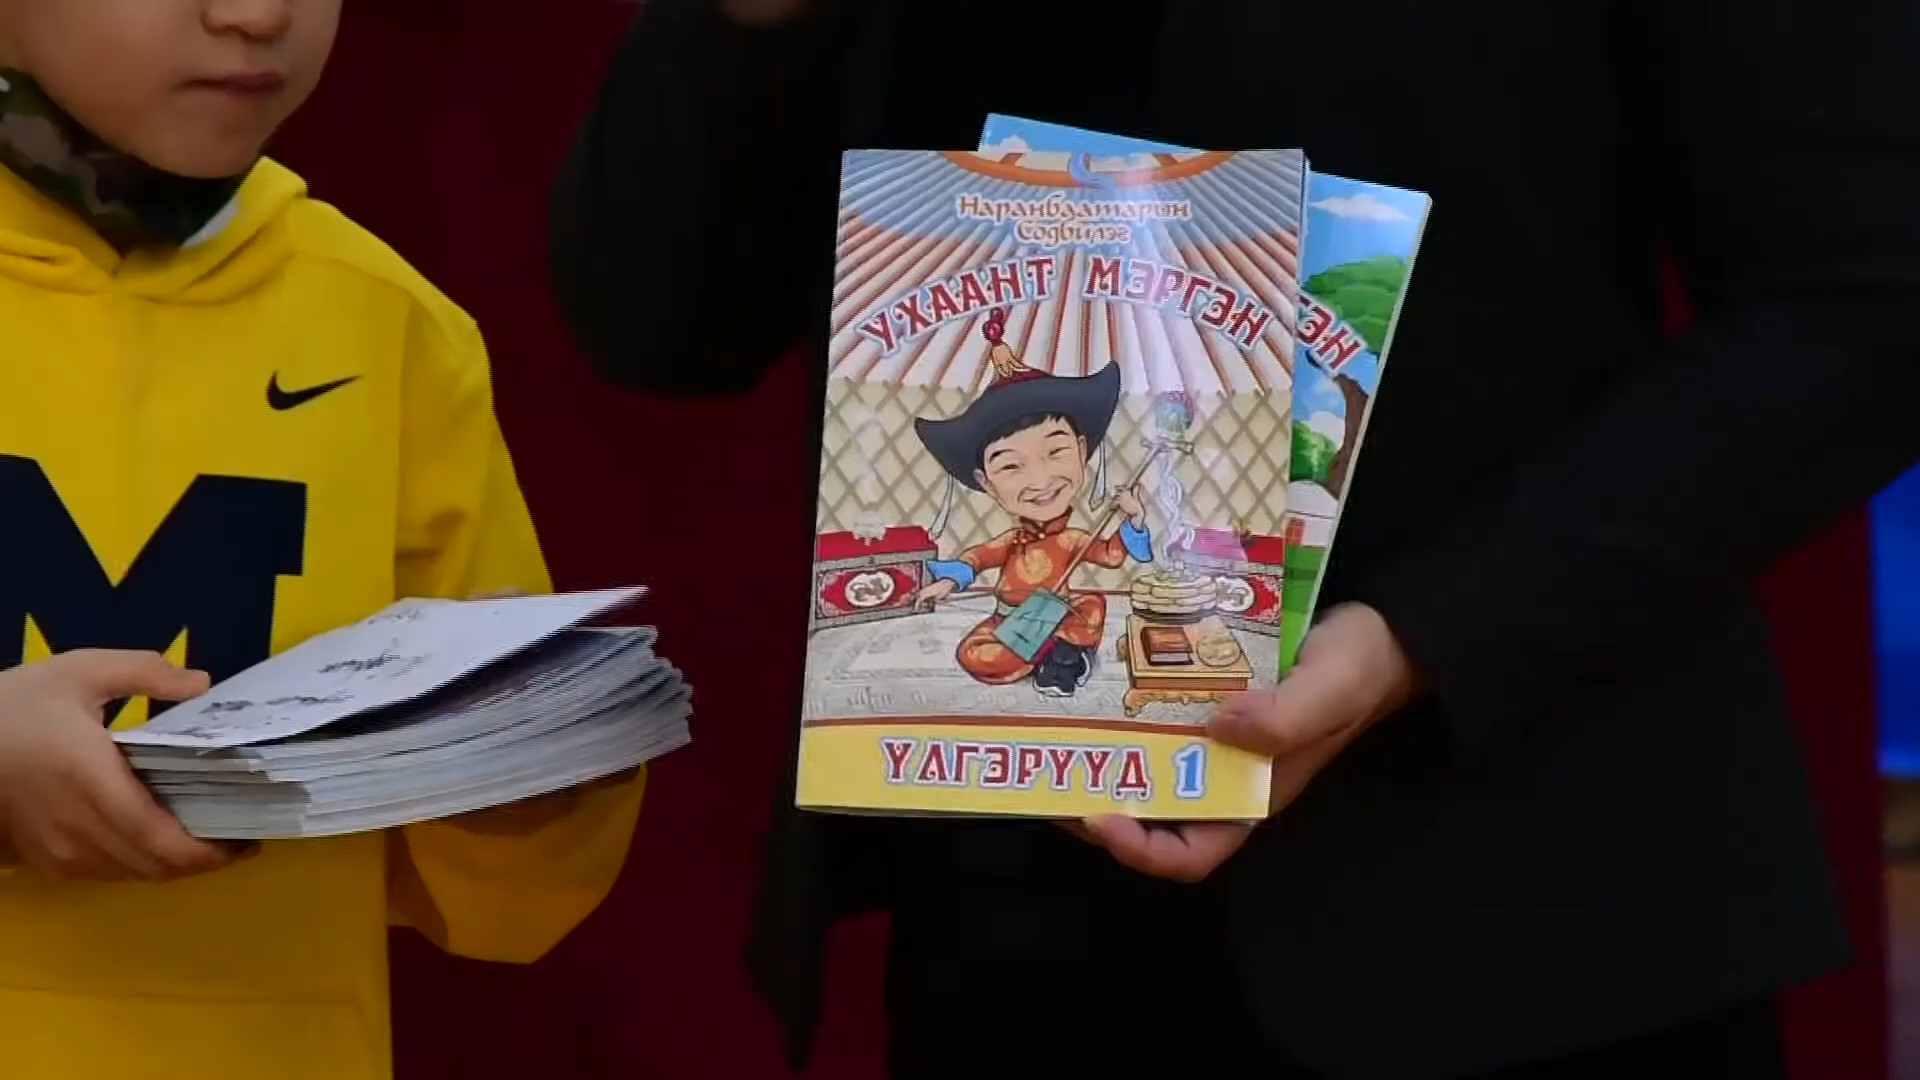 M
Наранбаатарын
Содбилэг
УХААНТ МЭРГЭН
ҮЛГЭРҮҮД 1
ГЭН